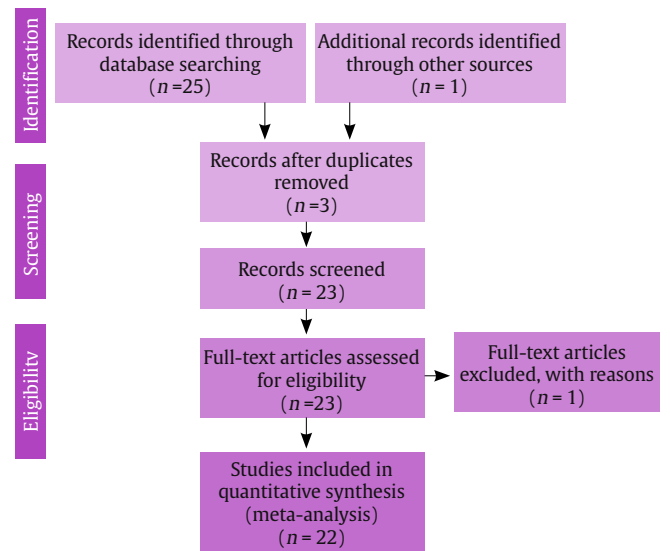 Identification
Records identified through
database searching
(n =25)
Additional records identified
through other sources
(n = 1)
Screening
Records after duplicates
removed
(n =3)
Records screened
(n = 23)
Eligibility
Full-text articles assessed
for eligibility
(n =23)
Full-text articles
excluded, with reasons
(n = 1)
Studies included in
quantitative synthesis
(meta-analysis)
(n = 22)